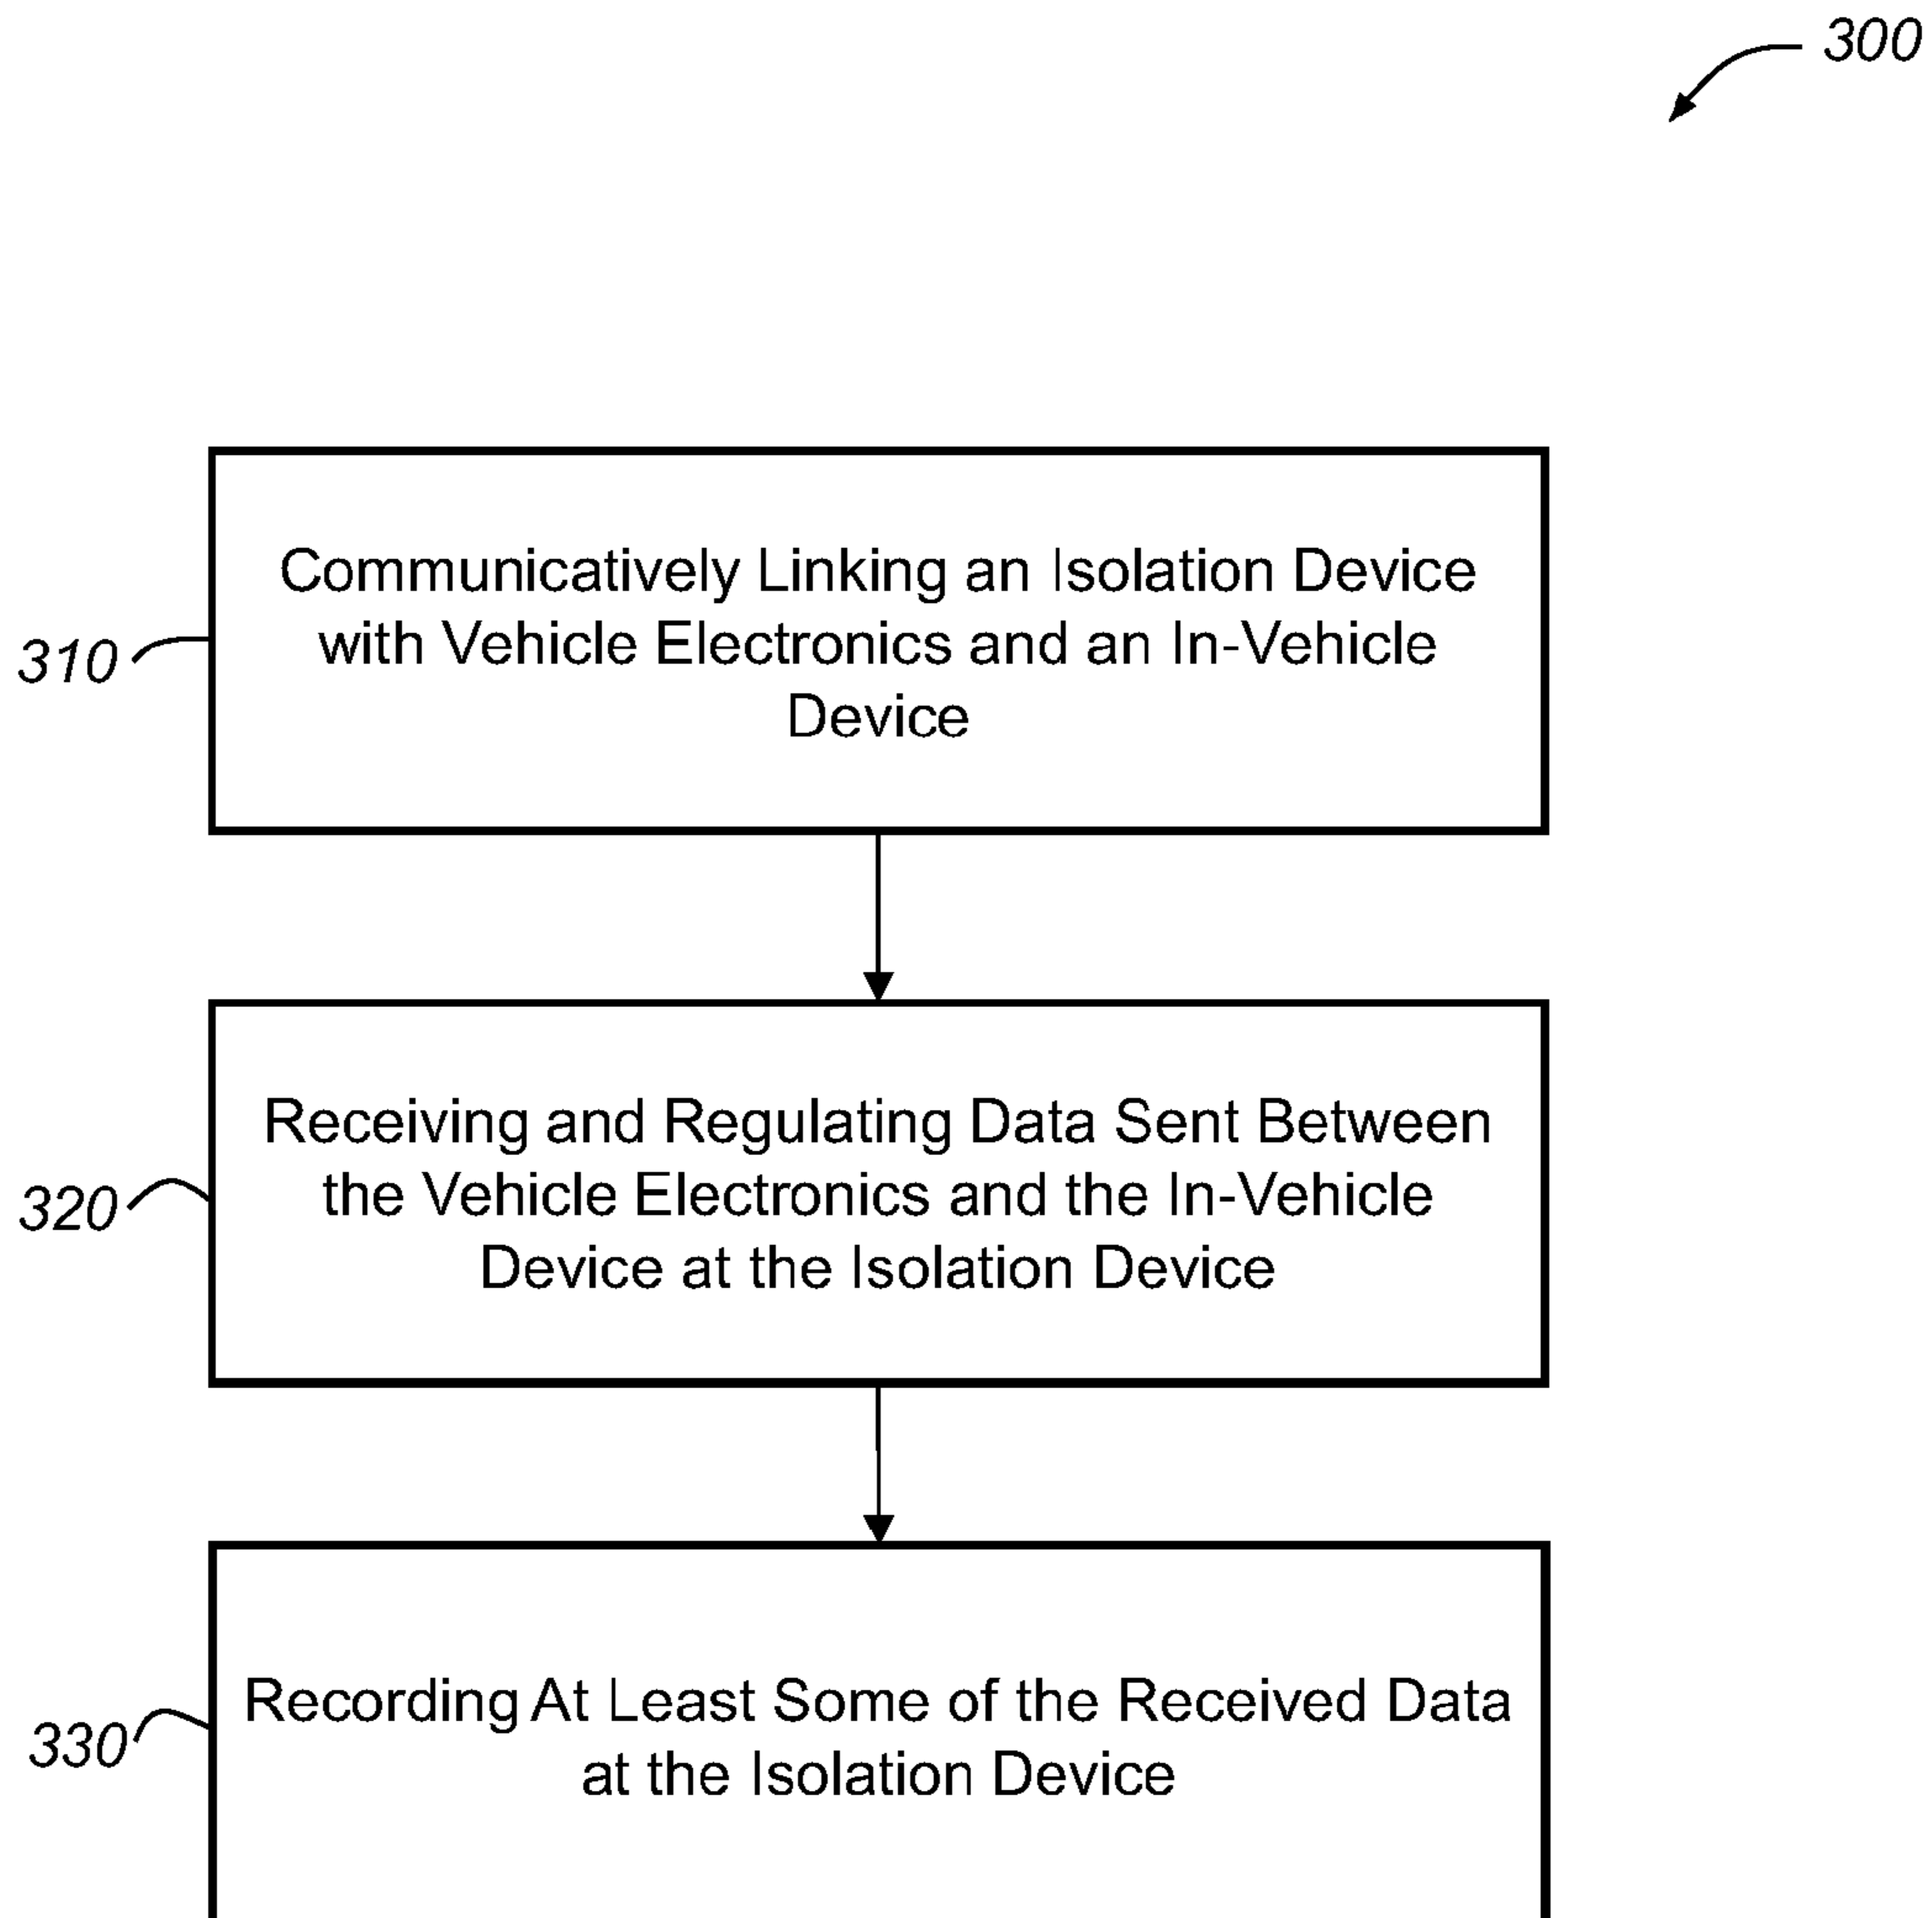 300
Communicatively Linking an Isolation Device
with Vehicle Electronics and an In-Vehicle
Device
310
Receiving and Regulating Data Sent Between
the Vehicle Electronics and the In-Vehicle
Device at the Isolation Device
320
Recording At Least Some of the Received Data
at the Isolation Device
330